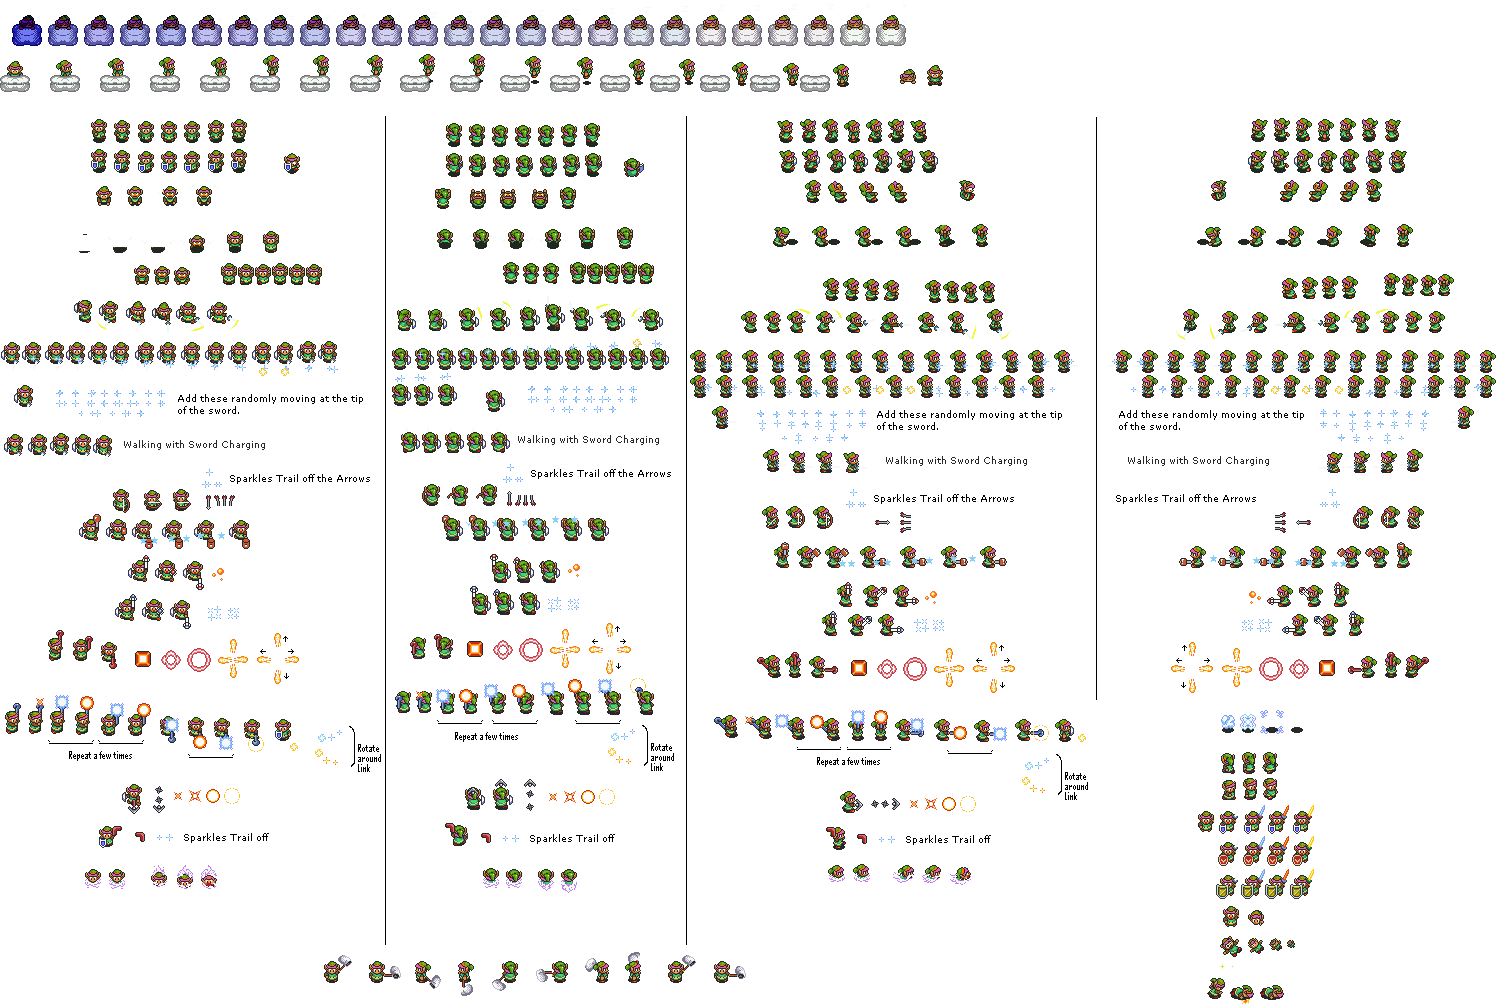 Add these randomly moving at the tip
of the sword.
Walking with Sword Charging
Sparkles Trail off the Arrows
Repeat a few times
Rotate
around
Link
Sparkles Trail off
Walking with Sword Charging
Sparkles Trail off the Arrows
Repeat a few times
Rotate
around
Link
Sparkles Trail off
Add these randomly moving at the tip
of the sword.
Walking with Sword Charging
Sparkles Trail off the Arrows
Repeat a few times
Rotate
around
Link
Sparkles Trail off
Add these randomly moving at the tip
of the sword.
Walking with Sword Charging
Sparkles Trail off the Arrows